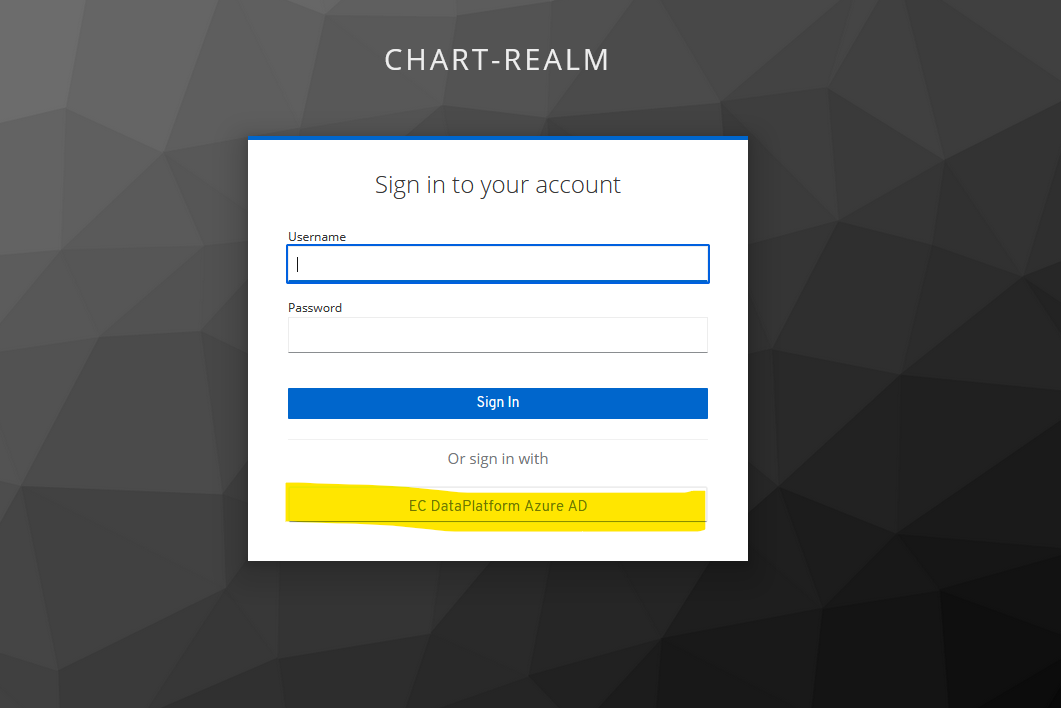 CHART-REALM
Sign in to your account
Username
Password
Sign In
Or sign in with
EC DataPlatform Azure AD